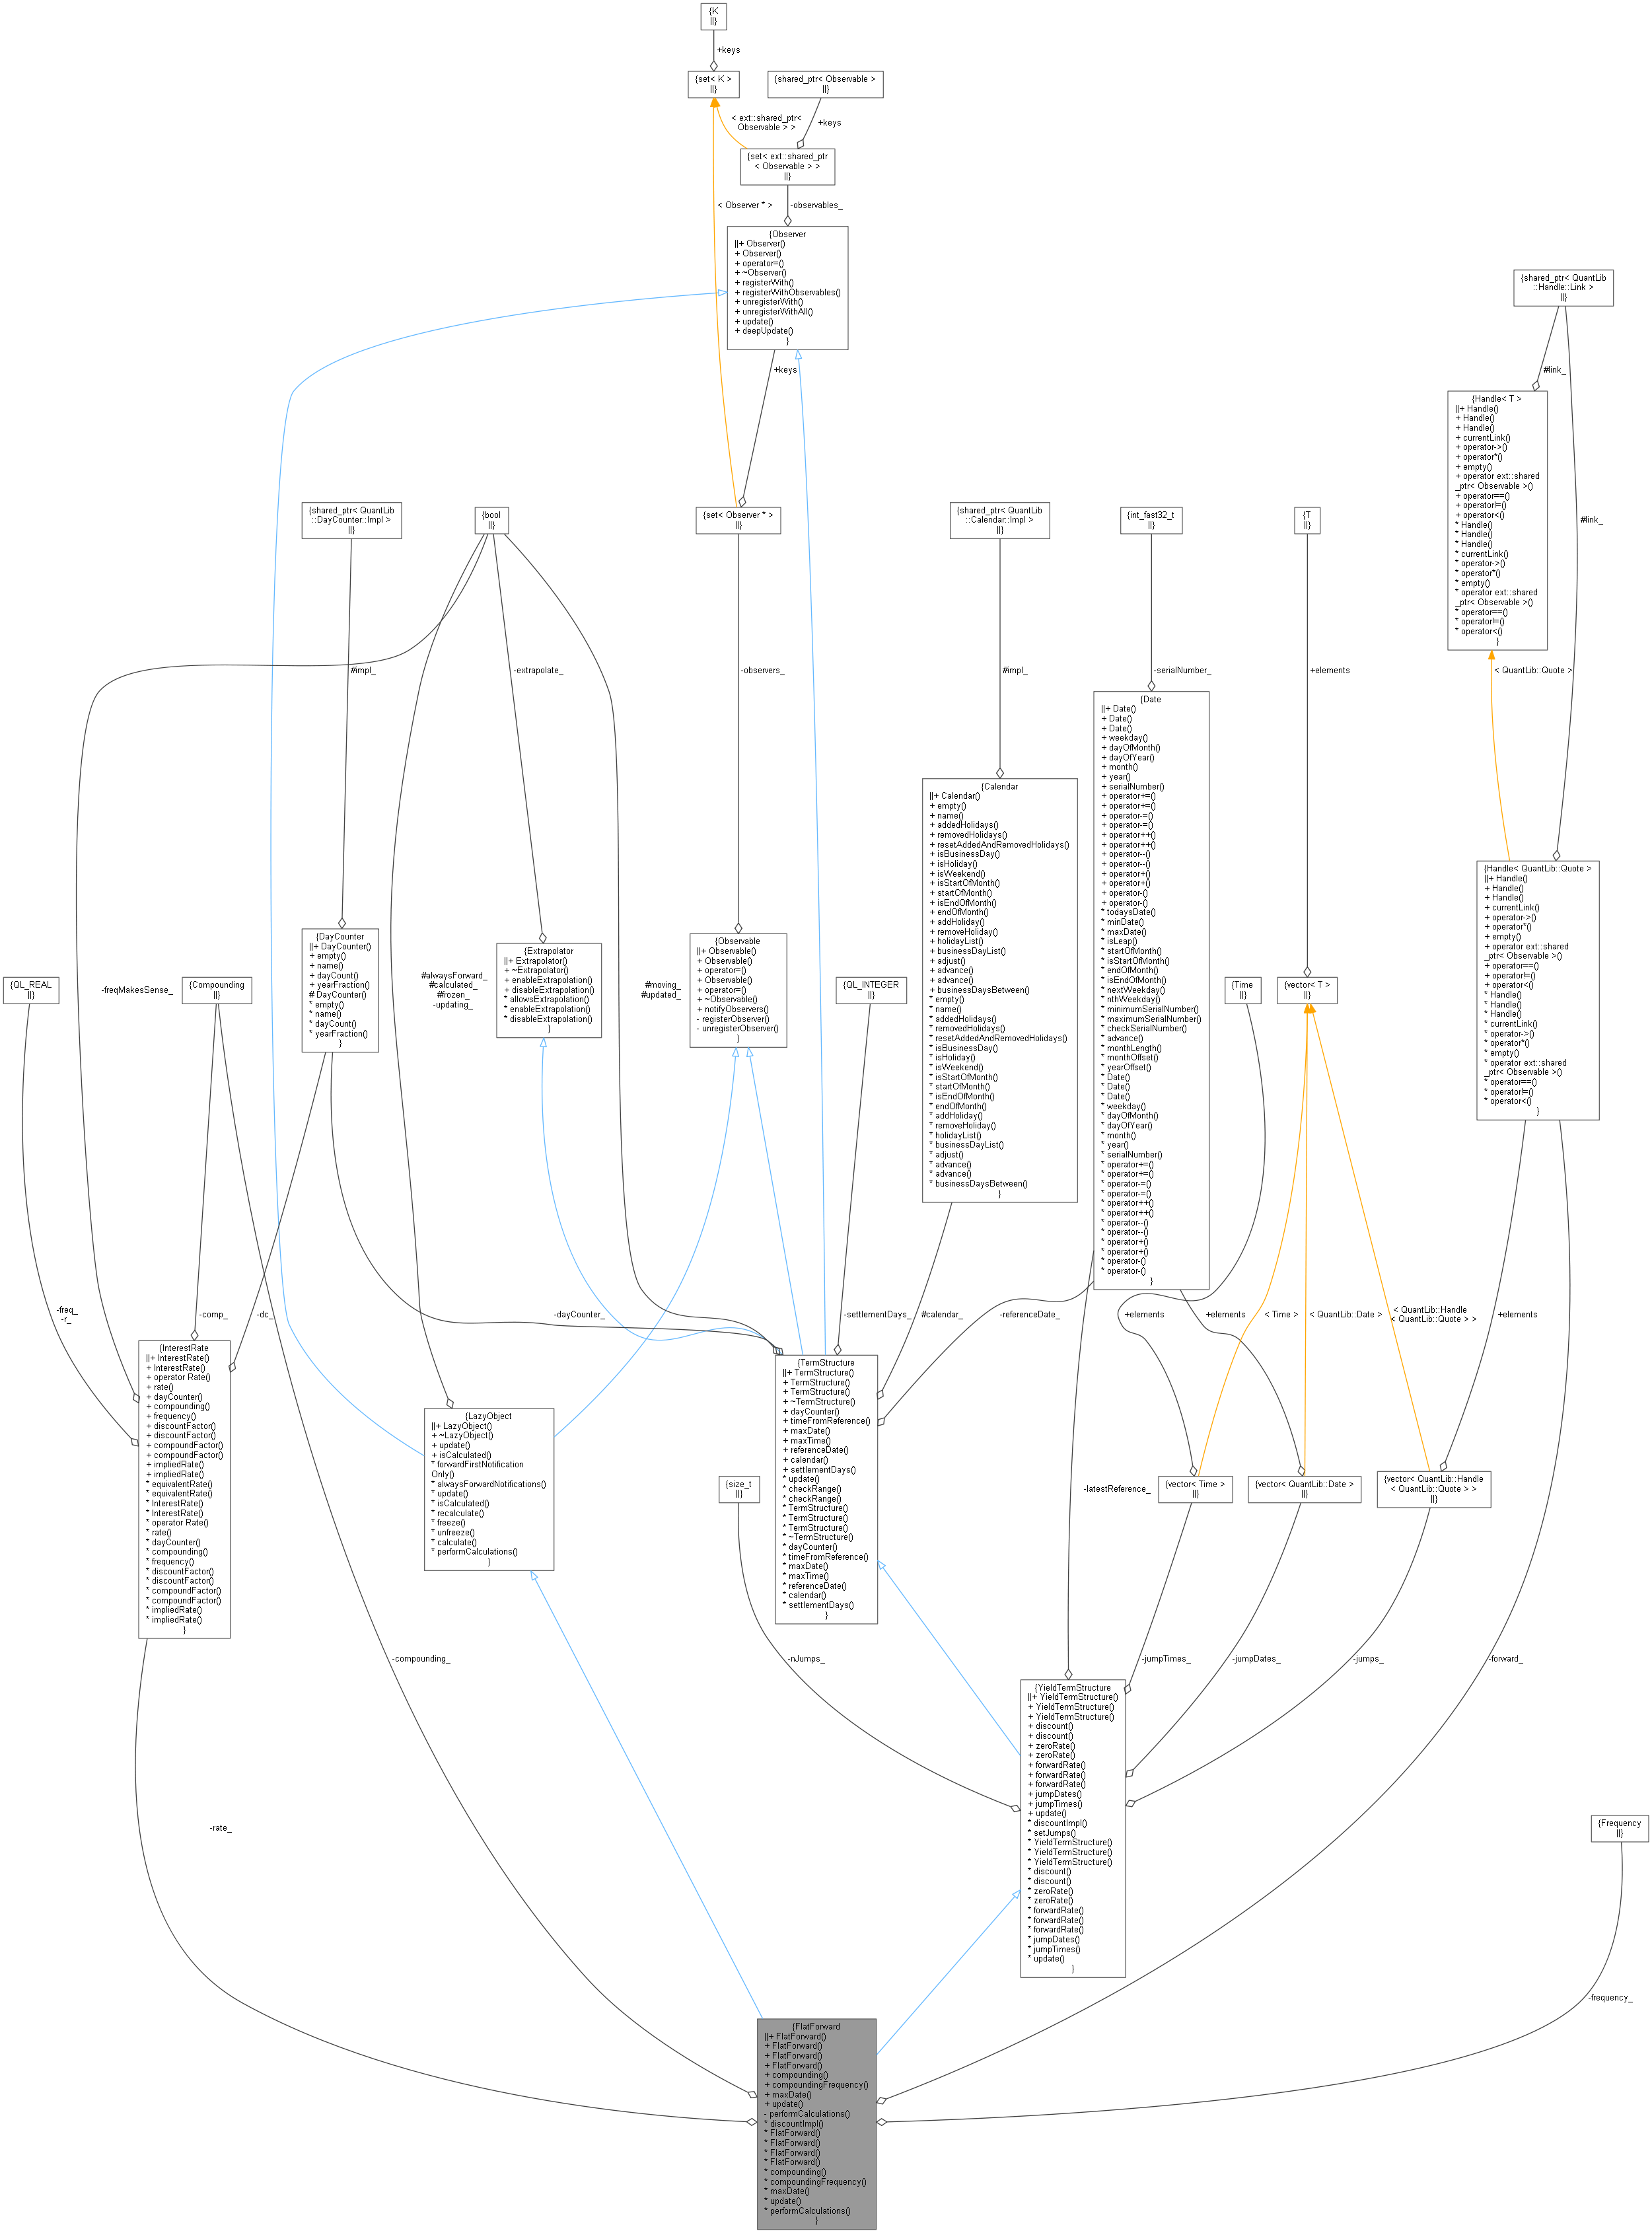 {K
||}
+keys
{set< K >
||}
{shared_ptr< Observable >
||}
< ext::shared_ptr<
Observable > >
+keys
{set< ext::shared_ptr
< Observable > >
||}
< Observer * >
-observables_
{Observer
||+ Observer()
+ Observer()
+ operator=()
+ ~Observer()
+ registerWith()
+ registerWithObservables()
+ unregisterWith()
+ unregisterWithAll()
+ update()
+ deepUpdate()
}
+keys
{shared_ptr< QuantLib
::Handle::Link >
||}
#link_
#link_
{Handle< T >
||+ Handle()
+ Handle()
+ Handle()
+ currentLink()
+ operator->()
+ operator*()
+ empty()
+ operator ext::shared
_ptr< Observable >()
+ operator==()
+ operator!=()
+ operator<()
* Handle()
* Handle()
* Handle()
* currentLink()
* operator->()
* operator*()
* empty()
* operator ext::shared
_ptr< Observable >()
* operator==()
* operator!=()
* operator<()
}
{shared_ptr< QuantLib
::DayCounter::Impl >
||}
{bool
||}
{set< Observer * >
||}
{shared_ptr< QuantLib
::Calendar::Impl >
||}
{int_fast32_t
||}
{T
||}
#impl_
-extrapolate_
-observers_
#impl_
-serialNumber_
+elements
< QuantLib::Quote >
{Date
||+ Date()
+ Date()
+ Date()
+ weekday()
+ dayOfMonth()
+ dayOfYear()
+ month()
+ year()
+ serialNumber()
+ operator+=()
+ operator+=()
+ operator-=()
+ operator-=()
+ operator++()
+ operator++()
+ operator--()
+ operator--()
+ operator+()
+ operator+()
+ operator-()
+ operator-()
* todaysDate()
* minDate()
* maxDate()
* isLeap()
* startOfMonth()
* isStartOfMonth()
* endOfMonth()
* isEndOfMonth()
* nextWeekday()
* nthWeekday()
* minimumSerialNumber()
* maximumSerialNumber()
* checkSerialNumber()
* advance()
* monthLength()
* monthOffset()
* yearOffset()
* Date()
* Date()
* Date()
* weekday()
* dayOfMonth()
* dayOfYear()
* month()
* year()
* serialNumber()
* operator+=()
* operator+=()
* operator-=()
* operator-=()
* operator++()
* operator++()
* operator--()
* operator--()
* operator+()
* operator+()
* operator-()
* operator-()
}
{Calendar
||+ Calendar()
+ empty()
+ name()
+ addedHolidays()
+ removedHolidays()
+ resetAddedAndRemovedHolidays()
+ isBusinessDay()
+ isHoliday()
+ isWeekend()
+ isStartOfMonth()
+ startOfMonth()
+ isEndOfMonth()
+ endOfMonth()
+ addHoliday()
+ removeHoliday()
+ holidayList()
+ businessDayList()
+ adjust()
+ advance()
+ advance()
+ businessDaysBetween()
* empty()
* name()
* addedHolidays()
* removedHolidays()
* resetAddedAndRemovedHolidays()
* isBusinessDay()
* isHoliday()
* isWeekend()
* isStartOfMonth()
* startOfMonth()
* isEndOfMonth()
* endOfMonth()
* addHoliday()
* removeHoliday()
* holidayList()
* businessDayList()
* adjust()
* advance()
* advance()
* businessDaysBetween()
}
{Handle< QuantLib::Quote >
||+ Handle()
+ Handle()
+ Handle()
+ currentLink()
+ operator->()
+ operator*()
+ empty()
+ operator ext::shared
_ptr< Observable >()
+ operator==()
+ operator!=()
+ operator<()
* Handle()
* Handle()
* Handle()
* currentLink()
* operator->()
* operator*()
* empty()
* operator ext::shared
_ptr< Observable >()
* operator==()
* operator!=()
* operator<()
}
{DayCounter
||+ DayCounter()
+ empty()
+ name()
+ dayCount()
+ yearFraction()
# DayCounter()
* empty()
* name()
* dayCount()
* yearFraction()
}
{Extrapolator
||+ Extrapolator()
+ ~Extrapolator()
+ enableExtrapolation()
+ disableExtrapolation()
* allowsExtrapolation()
* enableExtrapolation()
* disableExtrapolation()
}
{Observable
||+ Observable()
+ Observable()
+ operator=()
+ Observable()
+ operator=()
+ ~Observable()
+ notifyObservers()
- registerObserver()
- unregisterObserver()
}
{QL_REAL
||}
{Compounding
||}
-freqMakesSense_
#alwaysForward_
#calculated_
#frozen_
-updating_
#moving_
#updated_
{QL_INTEGER
||}
{Time
||}
{vector< T >
||}
-freq_
-r_
-comp_
-dc_
-dayCounter_
-settlementDays_
#calendar_
-referenceDate_
+elements
< Time >
+elements
< QuantLib::Date >
< QuantLib::Handle
< QuantLib::Quote > >
+elements
{InterestRate
||+ InterestRate()
+ InterestRate()
+ operator Rate()
+ rate()
+ dayCounter()
+ compounding()
+ frequency()
+ discountFactor()
+ discountFactor()
+ compoundFactor()
+ compoundFactor()
+ impliedRate()
+ impliedRate()
* equivalentRate()
* equivalentRate()
* InterestRate()
* InterestRate()
* operator Rate()
* rate()
* dayCounter()
* compounding()
* frequency()
* discountFactor()
* discountFactor()
* compoundFactor()
* compoundFactor()
* impliedRate()
* impliedRate()
}
{LazyObject
||+ LazyObject()
+ ~LazyObject()
+ update()
+ isCalculated()
* forwardFirstNotification
Only()
* alwaysForwardNotifications()
* update()
* isCalculated()
* recalculate()
* freeze()
* unfreeze()
* calculate()
* performCalculations()
}
{TermStructure
||+ TermStructure()
+ TermStructure()
+ TermStructure()
+ ~TermStructure()
+ dayCounter()
+ timeFromReference()
+ maxDate()
+ maxTime()
+ referenceDate()
+ calendar()
+ settlementDays()
* update()
* checkRange()
* checkRange()
* TermStructure()
* TermStructure()
* TermStructure()
* ~TermStructure()
* dayCounter()
* timeFromReference()
* maxDate()
* maxTime()
* referenceDate()
* calendar()
* settlementDays()
}
{size_t
||}
-latestReference_
{vector< Time >
||}
{vector< QuantLib::Date >
||}
{vector< QuantLib::Handle
< QuantLib::Quote > >
||}
-compounding_
-nJumps_
-jumpTimes_
-jumpDates_
-jumps_
-forward_
{YieldTermStructure
||+ YieldTermStructure()
+ YieldTermStructure()
+ YieldTermStructure()
+ discount()
+ discount()
+ zeroRate()
+ zeroRate()
+ forwardRate()
+ forwardRate()
+ forwardRate()
+ jumpDates()
+ jumpTimes()
+ update()
* discountImpl()
* setJumps()
* YieldTermStructure()
* YieldTermStructure()
* YieldTermStructure()
* discount()
* discount()
* zeroRate()
* zeroRate()
* forwardRate()
* forwardRate()
* forwardRate()
* jumpDates()
* jumpTimes()
* update()
}
-rate_
{Frequency
||}
-frequency_
{FlatForward
||+ FlatForward()
+ FlatForward()
+ FlatForward()
+ FlatForward()
+ compounding()
+ compoundingFrequency()
+ maxDate()
+ update()
- performCalculations()
* discountImpl()
* FlatForward()
* FlatForward()
* FlatForward()
* FlatForward()
* compounding()
* compoundingFrequency()
* maxDate()
* update()
* performCalculations()
}